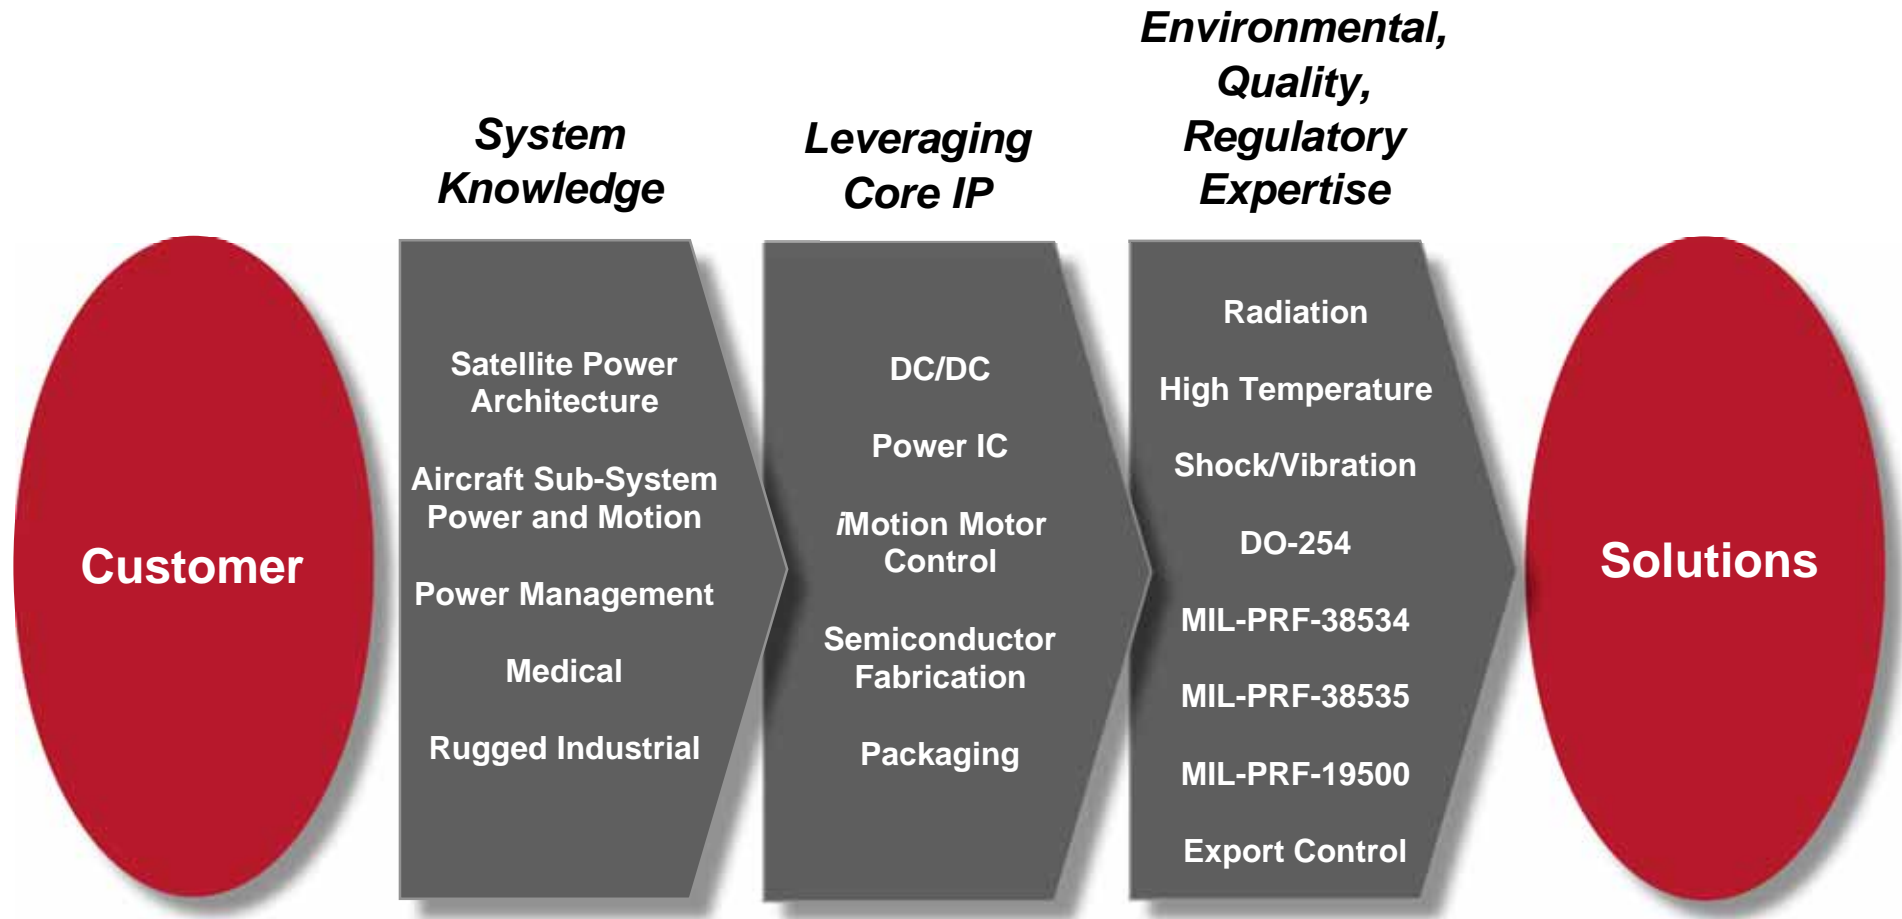 Customer
System
Knowledge
Satellite Power
Architecture
Aircraft Sub-System
Power and Motion
Power Management
Medical
Rugged Industrial
Leveraging
Core IP
DC/DC
Power IC
iMotion Motor
Control
Semiconductor
Fabrication
Packaging
Environmental,
Quality,
Regulatory
Expertise
Radiation
High Temperature
Shock/Vibration
DO-254
MIL-PRF-38534
MIL-PRF-38535
MIL-PRF-19500
Export Control
Solutions